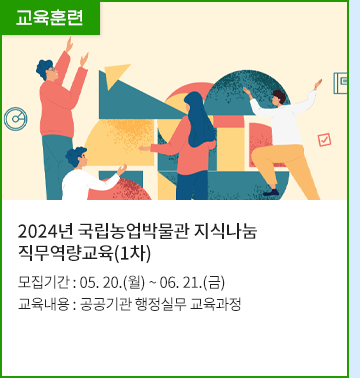 교육훈련
2024년 국립농업박물관 지식나눔
직무역량교육(1차)
모집기간 : 05. 20.(월) ~ 06. 21.(금)
교육내용 : 공공기관 행정실무 교육과정